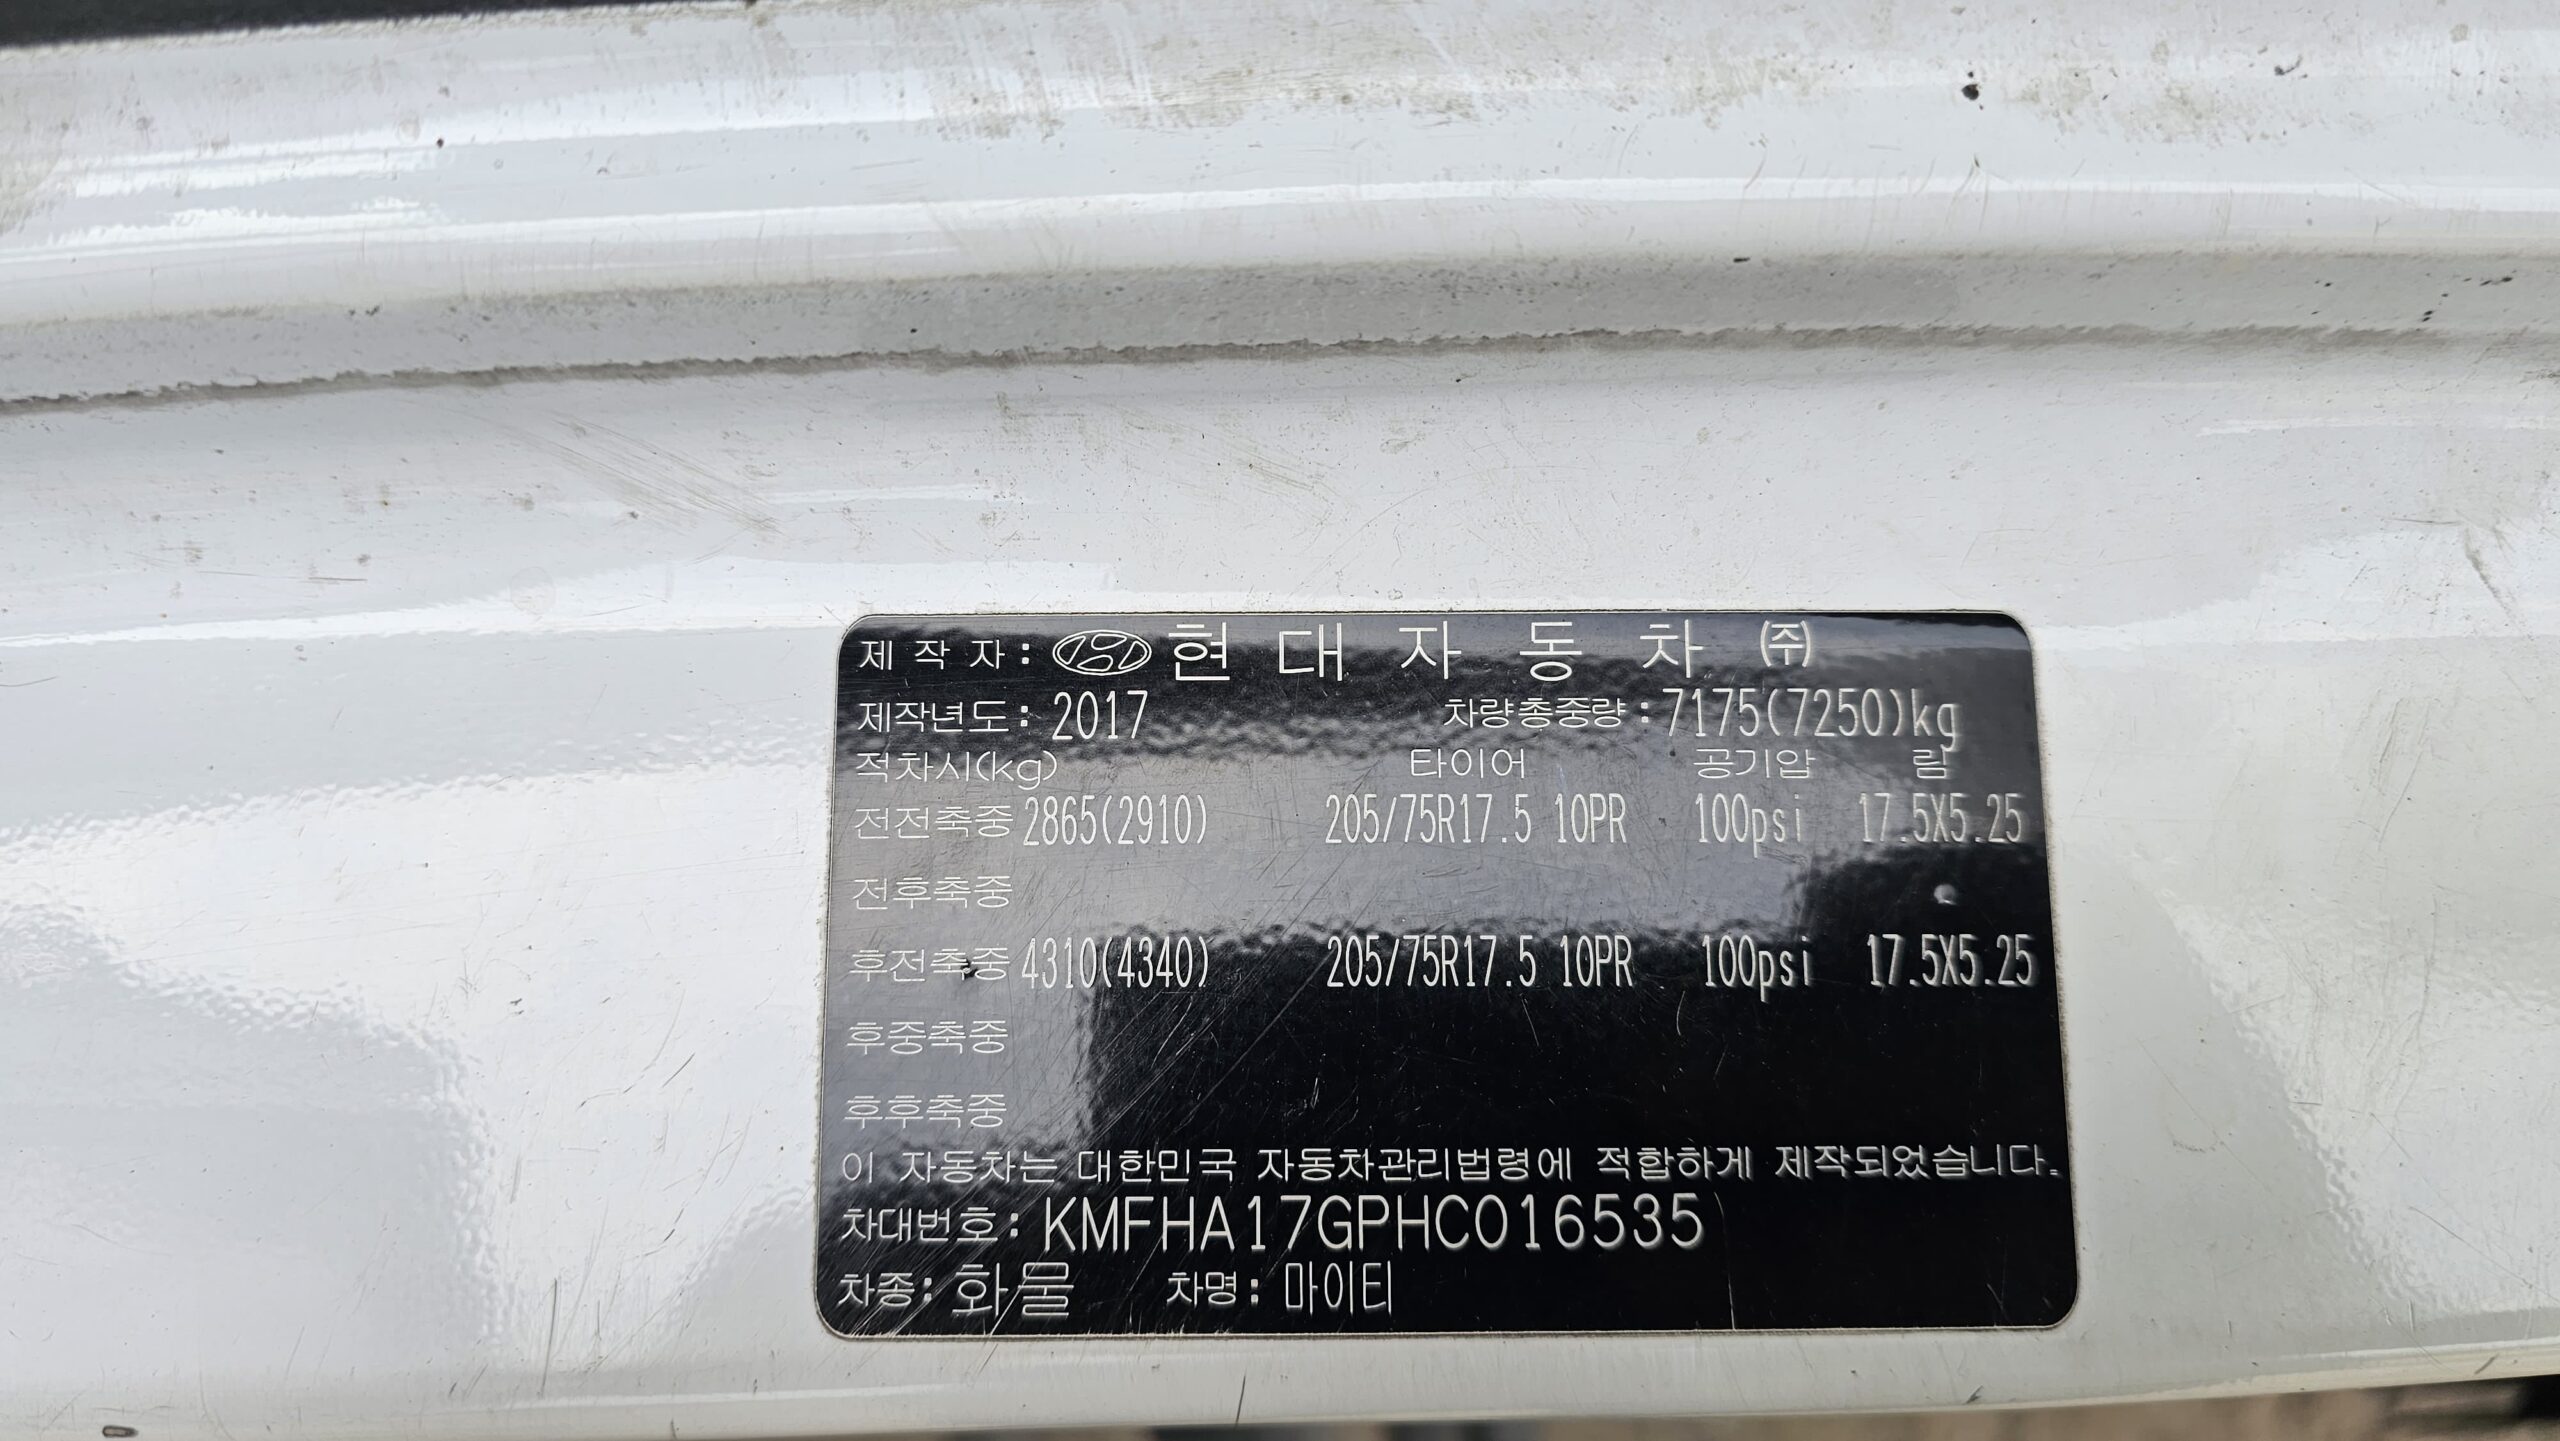 제 작 자 : 현 대 자 동 차 ㈜
제작년도 : 2017 차량총중량 : 7175(7250)kg
적차시(kg) 타이어 공기압 림
전전축중 2865(2910) 205/75R17.5 10PR 100psi 17.5X5.25
전후축중
후전축중 4310(4340) 205/75R17.5 10PR 100psi 17.5X5.25
후중축중
후후축중
이 자동차는 대한민국 자동차관리법령에 적합하게 제작되었습니다.
차대번호 : KMFHA17GPHC016535
차종 : 화물 차명 : 마이티